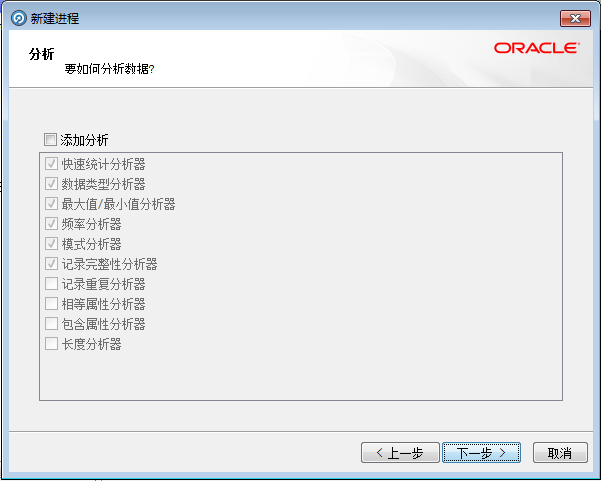 新建进程
分析
要如何分析数据?
ORACLE
添加分析
快速统计分析器
数据类型分析器
最大值/最小值分析器
频率分析器
模式分析器
记录完整性分析器
记录重复分析器
相等属性分析器
包含属性分析器
长度分析器
< 上一步 下一步 > 取消